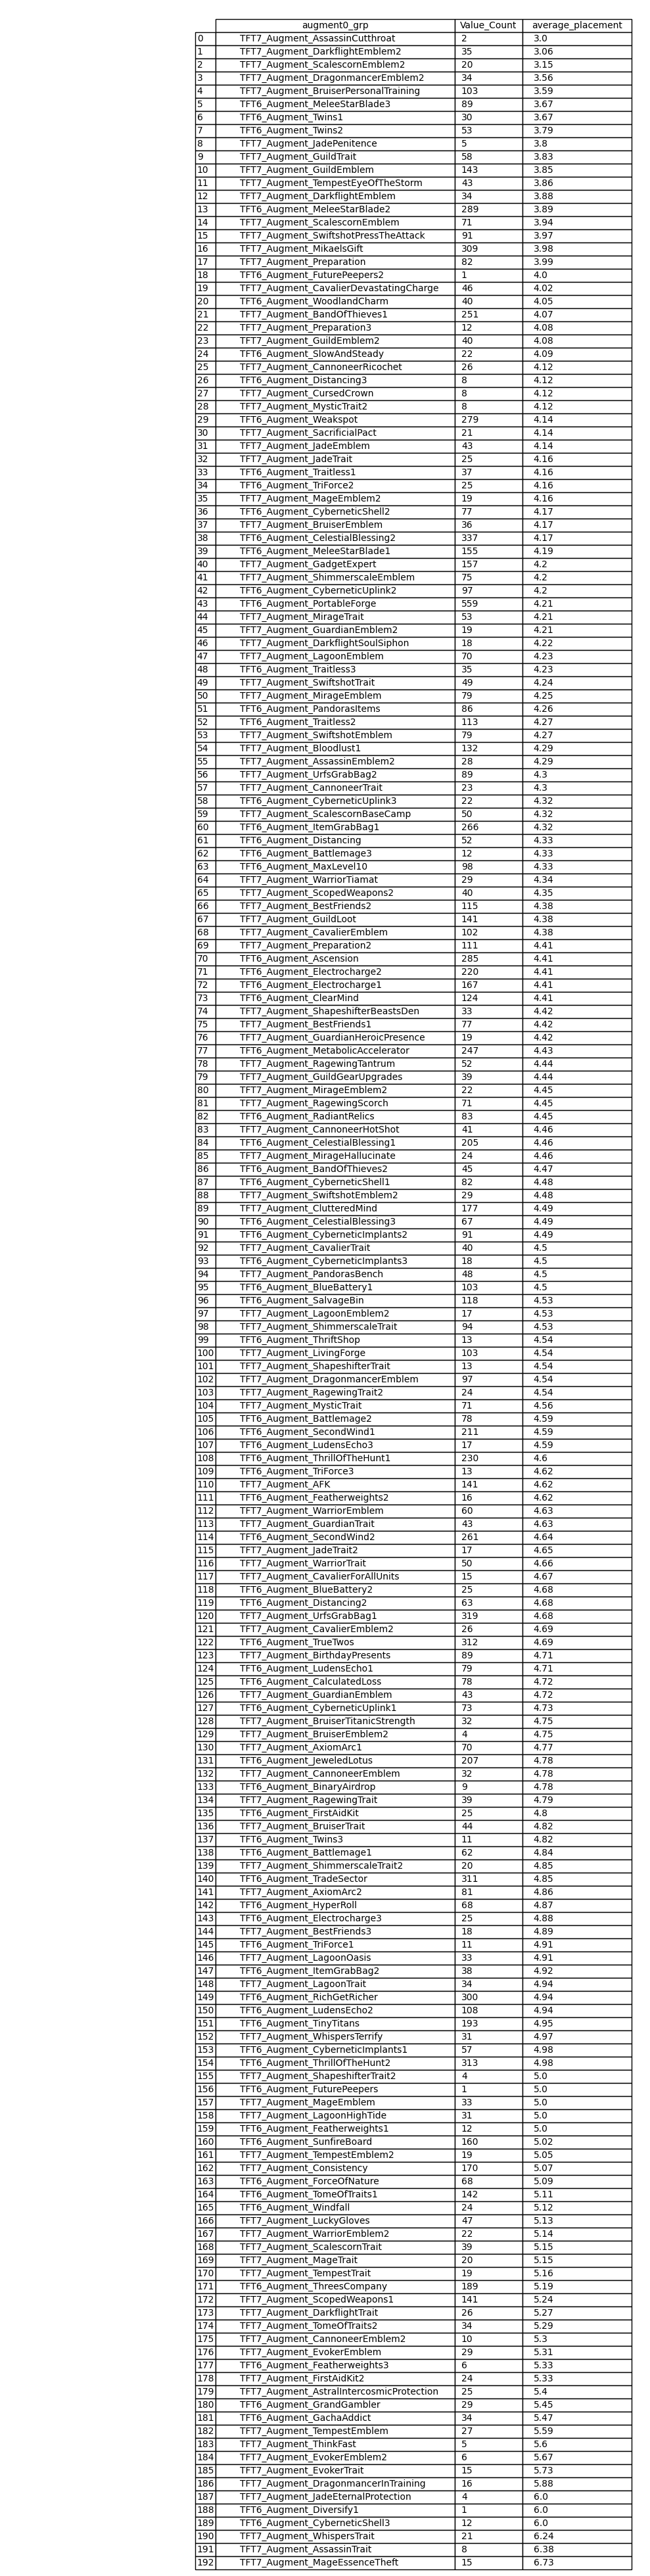 augment0_grp Value_Count average_placement
0 TFT7_Augment_AssassinCutthroat 2 3.0
1 TFT7_Augment_DarkflightEmblem2 35 3.06
2 TFT7_Augment_ScalescornEmblem2 20 3.15
3 TFT7_Augment_DragonmancerEmblem2 34 3.56
4 TFT7_Augment_BruiserPersonalTraining 103 3.59
5 TFT6_Augment_MeleeStarBlade3 89 3.67
6 TFT6_Augment_Twins1 30 3.67
7 TFT6_Augment_Twins2 53 3.79
8 TFT7_Augment_JadePenitence 5 3.8
9 TFT7_Augment_GuildTrait 58 3.83
10 TFT7_Augment_GuildEmblem 143 3.85
11 TFT7_Augment_TempestEyeOfTheStorm 43 3.86
12 TFT7_Augment_DarkflightEmblem 34 3.88
13 TFT6_Augment_MeleeStarBlade2 289 3.89
14 TFT7_Augment_ScalescornEmblem 71 3.94
15 TFT7_Augment_SwiftshotPressTheAttack 91 3.97
16 TFT7_Augment_MikaelsGift 309 3.98
17 TFT7_Augment_Preparation 82 3.99
18 TFT6_Augment_FuturePeepers2 1 4.0
19 TFT7_Augment_CavalierDevastatingCharge 46 4.02
20 TFT6_Augment_WoodlandCharm 40 4.05
21 TFT7_Augment_BandOfThieves1 251 4.07
22 TFT7_Augment_Preparation3 12 4.08
23 TFT7_Augment_GuildEmblem2 40 4.08
24 TFT6_Augment_SlowAndSteady 22 4.09
25 TFT7_Augment_CannoneerRicochet 26 4.12
26 TFT6_Augment_Distancing3 8 4.12
27 TFT7_Augment_CursedCrown 8 4.12
28 TFT7_Augment_MysticTrait2 8 4.12
29 TFT6_Augment_Weakspot 279 4.14
30 TFT7_Augment_SacrificialPact 21 4.14
31 TFT7_Augment_JadeEmblem 43 4.14
32 TFT7_Augment_JadeTrait 25 4.16
33 TFT6_Augment_Traitless1 37 4.16
34 TFT6_Augment_TriForce2 25 4.16
35 TFT7_Augment_MageEmblem2 19 4.16
36 TFT6_Augment_CyberneticShell2 77 4.17
37 TFT7_Augment_BruiserEmblem 36 4.17
38 TFT6_Augment_CelestialBlessing2 337 4.17
39 TFT6_Augment_MeleeStarBlade1 155 4.19
40 TFT7_Augment_GadgetExpert 157 4.2
41 TFT7_Augment_ShimmerscaleEmblem 75 4.2
42 TFT6_Augment_CyberneticUplink2 97 4.2
43 TFT6_Augment_PortableForge 559 4.21
44 TFT7_Augment_MirageTrait 53 4.21
45 TFT7_Augment_GuardianEmblem2 19 4.21
46 TFT7_Augment_DarkflightSoulSiphon 18 4.22
47 TFT7_Augment_LagoonEmblem 70 4.23
48 TFT6_Augment_Traitless3 35 4.23
49 TFT7_Augment_SwiftshotTrait 49 4.24
50 TFT7_Augment_MirageEmblem 79 4.25
51 TFT6_Augment_PandorasItems 86 4.26
52 TFT6_Augment_Traitless2 113 4.27
53 TFT7_Augment_SwiftshotEmblem 79 4.27
54 TFT7_Augment_Bloodlust1 132 4.29
55 TFT7_Augment_AssassinEmblem2 28 4.29
56 TFT7_Augment_UrfsGrabBag2 89 4.3
57 TFT7_Augment_CannoneerTrait 23 4.3
58 TFT6_Augment_CyberneticUplink3 22 4.32
59 TFT7_Augment_ScalescornBaseCamp 50 4.32
60 TFT6_Augment_ItemGrabBag1 266 4.32
61 TFT6_Augment_Distancing 52 4.33
62 TFT6_Augment_Battlemage3 12 4.33
63 TFT6_Augment_MaxLevel10 98 4.33
64 TFT7_Augment_WarriorTiamat 29 4.34
65 TFT7_Augment_ScopedWeapons2 40 4.35
66 TFT7_Augment_BestFriends2 115 4.38
67 TFT7_Augment_GuildLoot 141 4.38
68 TFT7_Augment_CavalierEmblem 102 4.38
69 TFT7_Augment_Preparation2 111 4.41
70 TFT6_Augment_Ascension 285 4.41
71 TFT6_Augment_Electrocharge2 220 4.41
72 TFT6_Augment_Electrocharge1 167 4.41
73 TFT6_Augment_ClearMind 124 4.41
74 TFT7_Augment_ShapeshifterBeastsDen 33 4.42
75 TFT7_Augment_BestFriends1 77 4.42
76 TFT7_Augment_GuardianHeroicPresence 19 4.42
77 TFT6_Augment_MetabolicAccelerator 247 4.43
78 TFT7_Augment_RagewingTantrum 52 4.44
79 TFT7_Augment_GuildGearUpgrades 39 4.44
80 TFT7_Augment_MirageEmblem2 22 4.45
81 TFT7_Augment_RagewingScorch 71 4.45
82 TFT6_Augment_RadiantRelics 83 4.45
83 TFT7_Augment_CannoneerHotShot 41 4.46
84 TFT6_Augment_CelestialBlessing1 205 4.46
85 TFT7_Augment_MirageHallucinate 24 4.46
86 TFT6_Augment_BandOfThieves2 45 4.47
87 TFT6_Augment_CyberneticShell1 82 4.48
88 TFT7_Augment_SwiftshotEmblem2 29 4.48
89 TFT7_Augment_ClutteredMind 177 4.49
90 TFT6_Augment_CelestialBlessing3 67 4.49
91 TFT6_Augment_CyberneticImplants2 91 4.49
92 TFT7_Augment_CavalierTrait 40 4.5
93 TFT6_Augment_CyberneticImplants3 18 4.5
94 TFT7_Augment_PandorasBench 48 4.5
95 TFT6_Augment_BlueBattery1 103 4.5
96 TFT6_Augment_SalvageBin 118 4.53
97 TFT7_Augment_LagoonEmblem2 17 4.53
98 TFT7_Augment_ShimmerscaleTrait 94 4.53
99 TFT6_Augment_ThriftShop 13 4.54
100 TFT7_Augment_LivingForge 103 4.54
101 TFT7_Augment_ShapeshifterTrait 13 4.54
102 TFT7_Augment_DragonmancerEmblem 97 4.54
103 TFT7_Augment_RagewingTrait2 24 4.54
104 TFT7_Augment_MysticTrait 71 4.56
105 TFT6_Augment_Battlemage2 78 4.59
106 TFT6_Augment_SecondWind1 211 4.59
107 TFT6_Augment_LudensEcho3 17 4.59
108 TFT6_Augment_ThrillOfTheHunt1 230 4.6
109 TFT6_Augment_TriForce3 13 4.62
110 TFT7_Augment_AFK 141 4.62
111 TFT6_Augment_Featherweights2 16 4.62
112 TFT7_Augment_WarriorEmblem 60 4.63
113 TFT7_Augment_GuardianTrait 43 4.63
114 TFT6_Augment_SecondWind2 261 4.64
115 TFT7_Augment_JadeTrait2 17 4.65
116 TFT7_Augment_WarriorTrait 50 4.66
117 TFT7_Augment_CavalierForAllUnits 15 4.67
118 TFT6_Augment_BlueBattery2 25 4.68
119 TFT6_Augment_Distancing2 63 4.68
120 TFT7_Augment_UrfsGrabBag1 319 4.68
121 TFT7_Augment_CavalierEmblem2 26 4.69
122 TFT6_Augment_TrueTwos 312 4.69
123 TFT7_Augment_BirthdayPresents 89 4.71
124 TFT6_Augment_LudensEcho1 79 4.71
125 TFT6_Augment_CalculatedLoss 78 4.72
126 TFT7_Augment_GuardianEmblem 43 4.72
127 TFT6_Augment_CyberneticUplink1 73 4.73
128 TFT7_Augment_BruiserTitanicStrength 32 4.75
129 TFT7_Augment_BruiserEmblem2 4 4.75
130 TFT7_Augment_AxiomArc1 70 4.77
131 TFT6_Augment_JeweledLotus 207 4.78
132 TFT7_Augment_CannoneerEmblem 32 4.78
133 TFT6_Augment_BinaryAirdrop 9 4.78
134 TFT7_Augment_RagewingTrait 39 4.79
135 TFT6_Augment_FirstAidKit 25 4.8
136 TFT7_Augment_BruiserTrait 44 4.82
137 TFT6_Augment_Twins3 11 4.82
138 TFT6_Augment_Battlemage1 62 4.84
139 TFT7_Augment_ShimmerscaleTrait2 20 4.85
140 TFT6_Augment_TradeSector 311 4.85
141 TFT7_Augment_AxiomArc2 81 4.86
142 TFT6_Augment_HyperRoll 68 4.87
143 TFT6_Augment_Electrocharge3 25 4.88
144 TFT7_Augment_BestFriends3 18 4.89
145 TFT6_Augment_TriForce1 11 4.91
146 TFT7_Augment_LagoonOasis 33 4.91
147 TFT6_Augment_ItemGrabBag2 38 4.92
148 TFT7_Augment_LagoonTrait 34 4.94
149 TFT6_Augment_RichGetRicher 300 4.94
150 TFT6_Augment_LudensEcho2 108 4.94
151 TFT6_Augment_TinyTitans 193 4.95
152 TFT7_Augment_WhispersTerrify 31 4.97
153 TFT6_Augment_CyberneticImplants1 57 4.98
154 TFT6_Augment_ThrillOfTheHunt2 313 4.98
155 TFT7_Augment_ShapeshifterTrait2 4 5.0
156 TFT6_Augment_FuturePeepers 1 5.0
157 TFT7_Augment_MageEmblem 33 5.0
158 TFT7_Augment_LagoonHighTide 31 5.0
159 TFT6_Augment_Featherweights1 12 5.0
160 TFT6_Augment_SunfireBoard 160 5.02
161 TFT7_Augment_TempestEmblem2 19 5.05
162 TFT7_Augment_Consistency 170 5.07
163 TFT6_Augment_ForceOfNature 68 5.09
164 TFT6_Augment_TomeOfTraits1 142 5.11
165 TFT6_Augment_Windfall 24 5.12
166 TFT7_Augment_LuckyGloves 47 5.13
167 TFT7_Augment_WarriorEmblem2 22 5.14
168 TFT7_Augment_ScalescornTrait 39 5.15
169 TFT7_Augment_MageTrait 20 5.15
170 TFT7_Augment_TempestTrait 19 5.16
171 TFT6_Augment_ThreesCompany 189 5.19
172 TFT7_Augment_ScopedWeapons1 141 5.24
173 TFT7_Augment_DarkflightTrait 26 5.27
174 TFT6_Augment_TomeOfTraits2 34 5.29
175 TFT7_Augment_CannoneerEmblem2 10 5.3
176 TFT7_Augment_EvokerEmblem 29 5.31
177 TFT6_Augment_Featherweights3 6 5.33
178 TFT7_Augment_FirstAidKit2 24 5.33
179 TFT7_Augment_AstralIntercosmicProtection 25 5.4
180 TFT6_Augment_GrandGambler 29 5.45
181 TFT6_Augment_GachaAddict 34 5.47
182 TFT7_Augment_TempestEmblem 27 5.59
183 TFT7_Augment_ThinkFast 5 5.6
184 TFT7_Augment_EvokerEmblem2 6 5.67
185 TFT7_Augment_EvokerTrait 15 5.73
186 TFT7_Augment_DragonmancerInTraining 16 5.88
187 TFT7_Augment_JadeEternalProtection 4 6.0
188 TFT6_Augment_Diversify1 1 6.0
189 TFT6_Augment_CyberneticShell3 12 6.0
190 TFT7_Augment_WhispersTrait 21 6.24
191 TFT7_Augment_AssassinTrait 8 6.38
192 TFT7_Augment_MageEssenceTheft 15 6.73